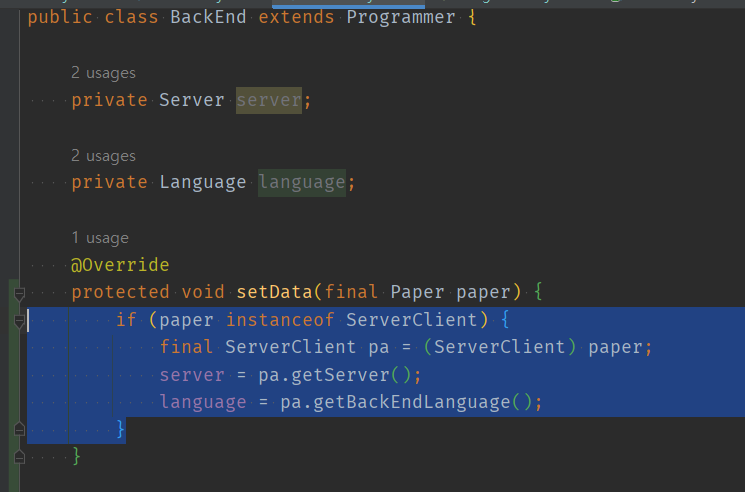 public class BackEnd extends Programmer {
2 usages
private Server server;
2 usages
private Language language;
1 usage
@Override
protected void setData(final Paper paper) {
if (paper instanceof ServerClient) {
final ServerClient pa = (ServerClient) paper;
server = pa.getServer();
language = pa.getBackEndLanguage();
}
}